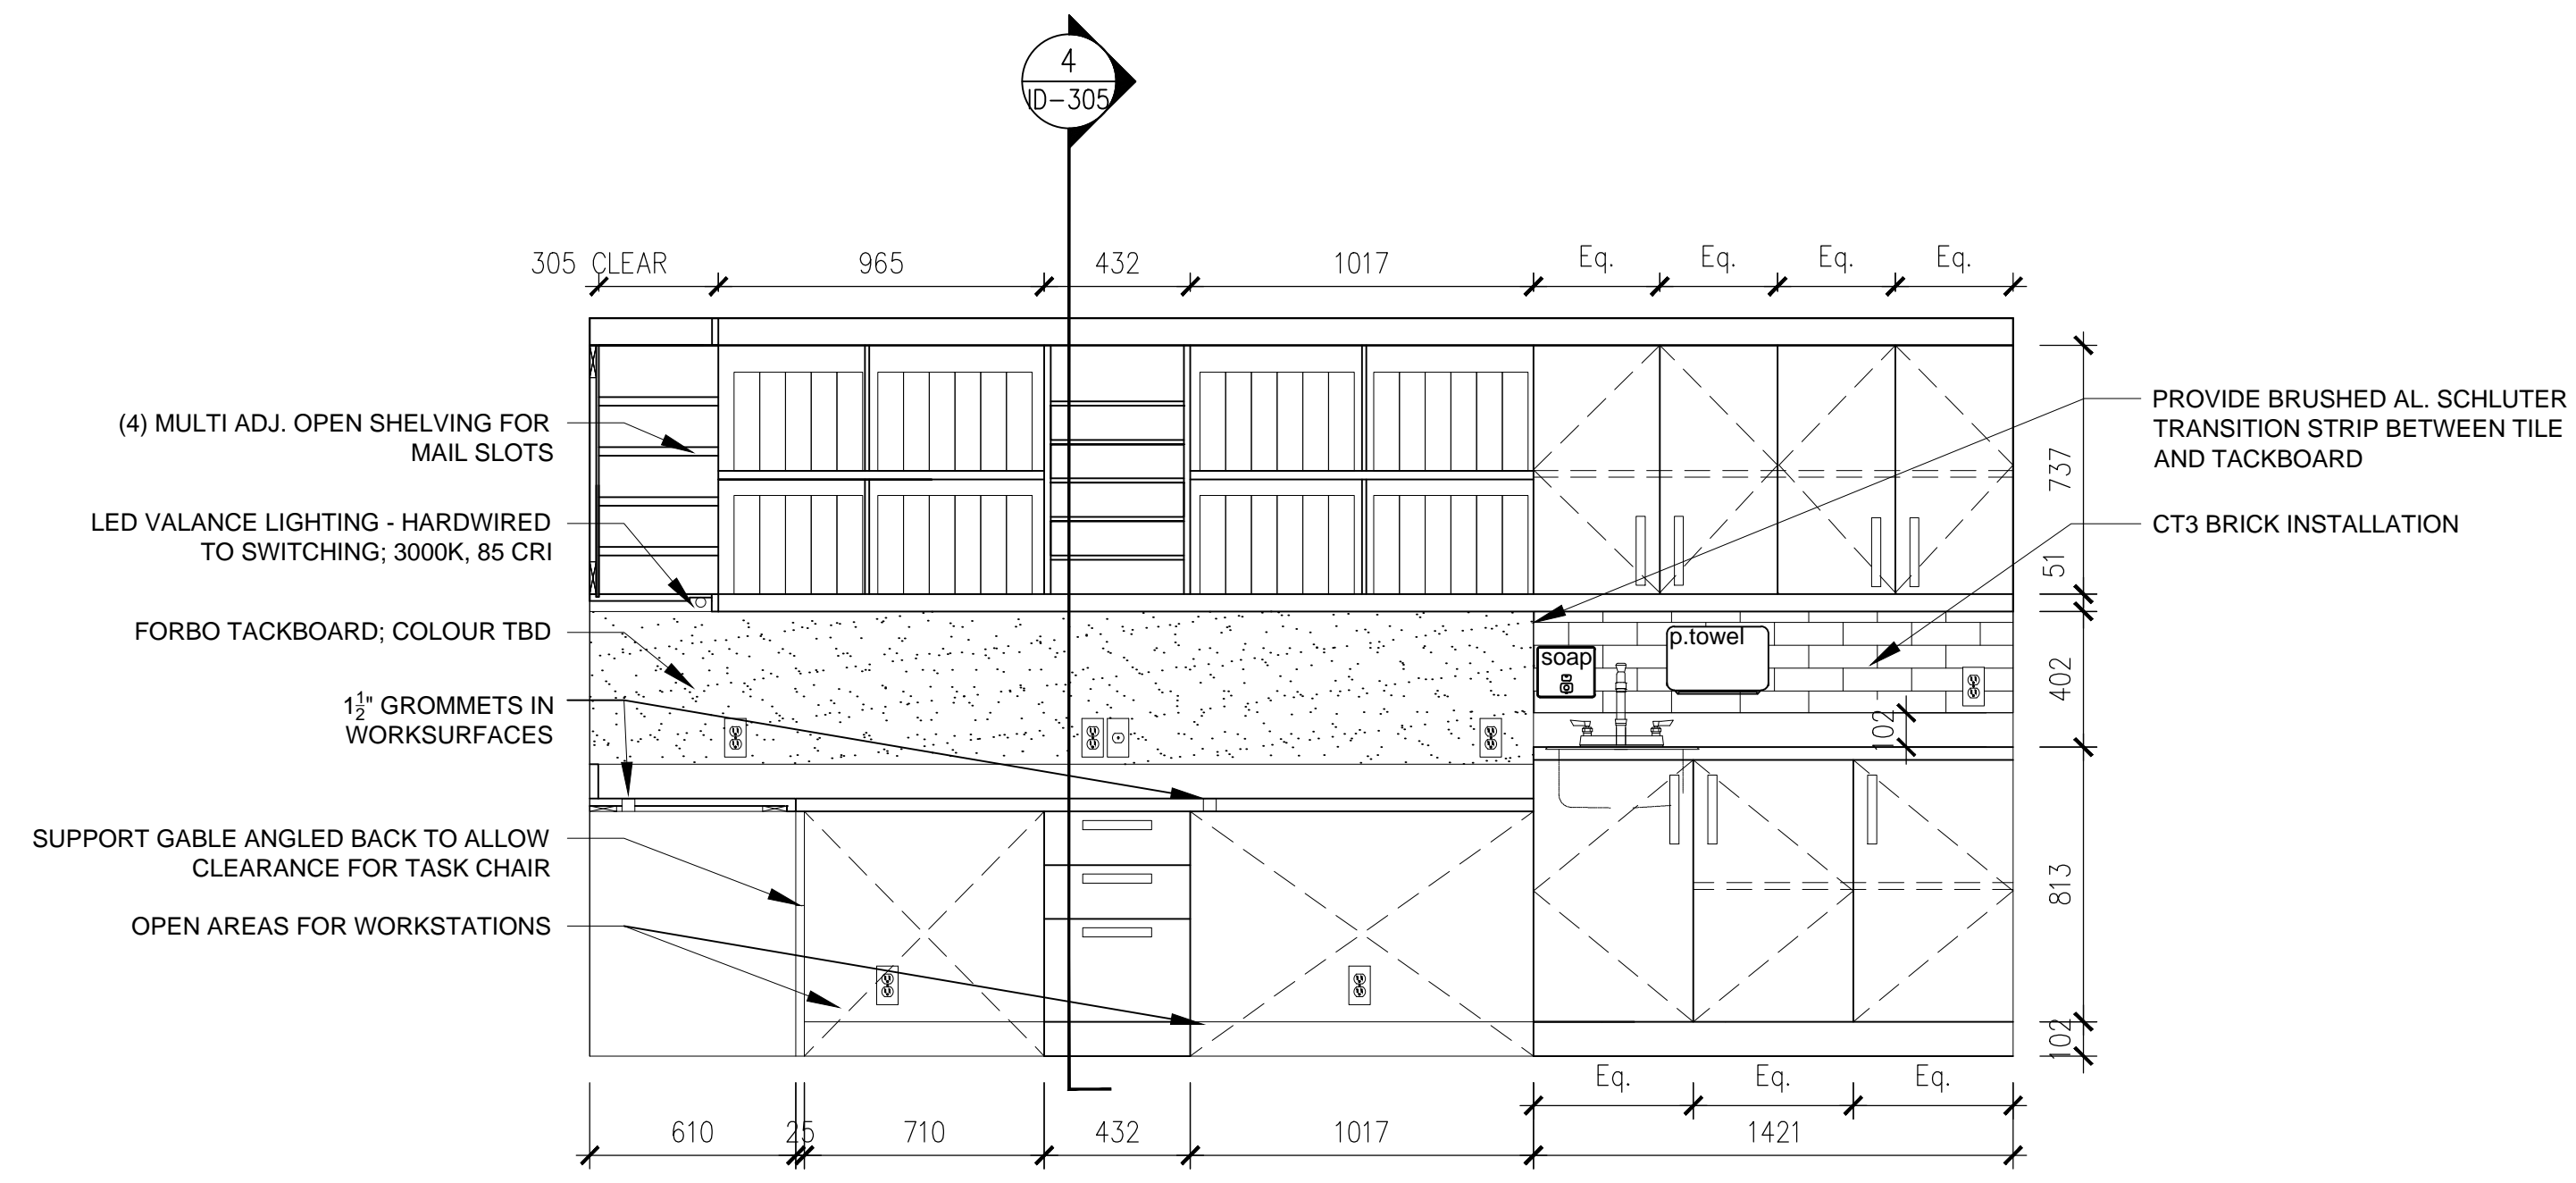 4
ID-305
305 CLEAR
965
432
1017
Eq.
Eq.
Eq.
Eq.
(4) MULTI ADJ. OPEN SHELVING FOR
MAIL SLOTS
LED VALANCE LIGHTING - HARDWIRED
TO SWITCHING; 3000K, 85 CRI
FORBO TACKBOARD; COLOUR TBD
1½" GROMMETS IN
WORKSURFACES
SUPPORT GABLE ANGLED BACK TO ALLOW
CLEARANCE FOR TASK CHAIR
OPEN AREAS FOR WORKSTATIONS
soap
p.towel
102
737
51
402
813
102
PROVIDE BRUSHED AL. SCHLUTER
TRANSITION STRIP BETWEEN TILE
AND TACKBOARD
CT3 BRICK INSTALLATION
Eq.
Eq.
Eq.
610
25
710
432
1017
1421